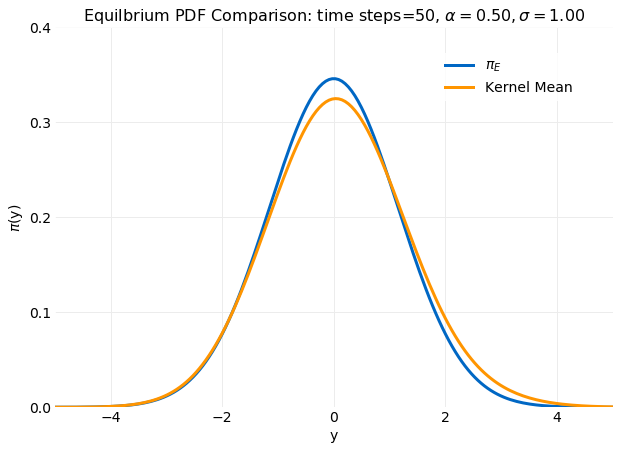 Equilbrium PDF Comparison: time steps=50, α = 0.50, σ = 1.00
π(y)
0.4
0.3
0.2
0.1
0.0
π_E
Kernel Mean
−4
−2
0
2
4
y